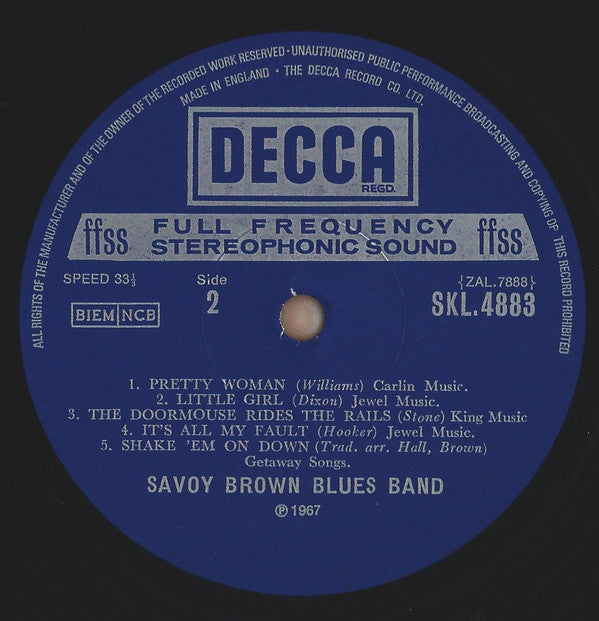 ALL RIGHTS OF THE MANUFACTURER AND OF THE OWNER OF THE RECORDED WORK RESERVED · UNAUTHORISED PUBLIC PERFORMANCE BROADCASTING AND COPYING OF THIS RECORD PROHIBITED
MADE IN ENGLAND · THE DECCA RECORD CO. LTD.
DECCA
REGD.
ffss FULL FREQUENCY STEREOPHONIC SOUND ffss
SPEED 33⅓ Side 2 {ZAL.7888}
BIEM NCB SKL.4883
1. PRETTY WOMAN (Williams) Carlin Music.
2. LITTLE GIRL (Dixon) Jewel Music.
3. THE DOORMOUSE RIDES THE RAILS (Stone) King Music
4. IT'S ALL MY FAULT (Hooker) Jewel Music.
5. SHAKE 'EM ON DOWN (Trad. arr. Hall, Brown)
Getaway Songs.
SAVOY BROWN BLUES BAND
℗ 1967